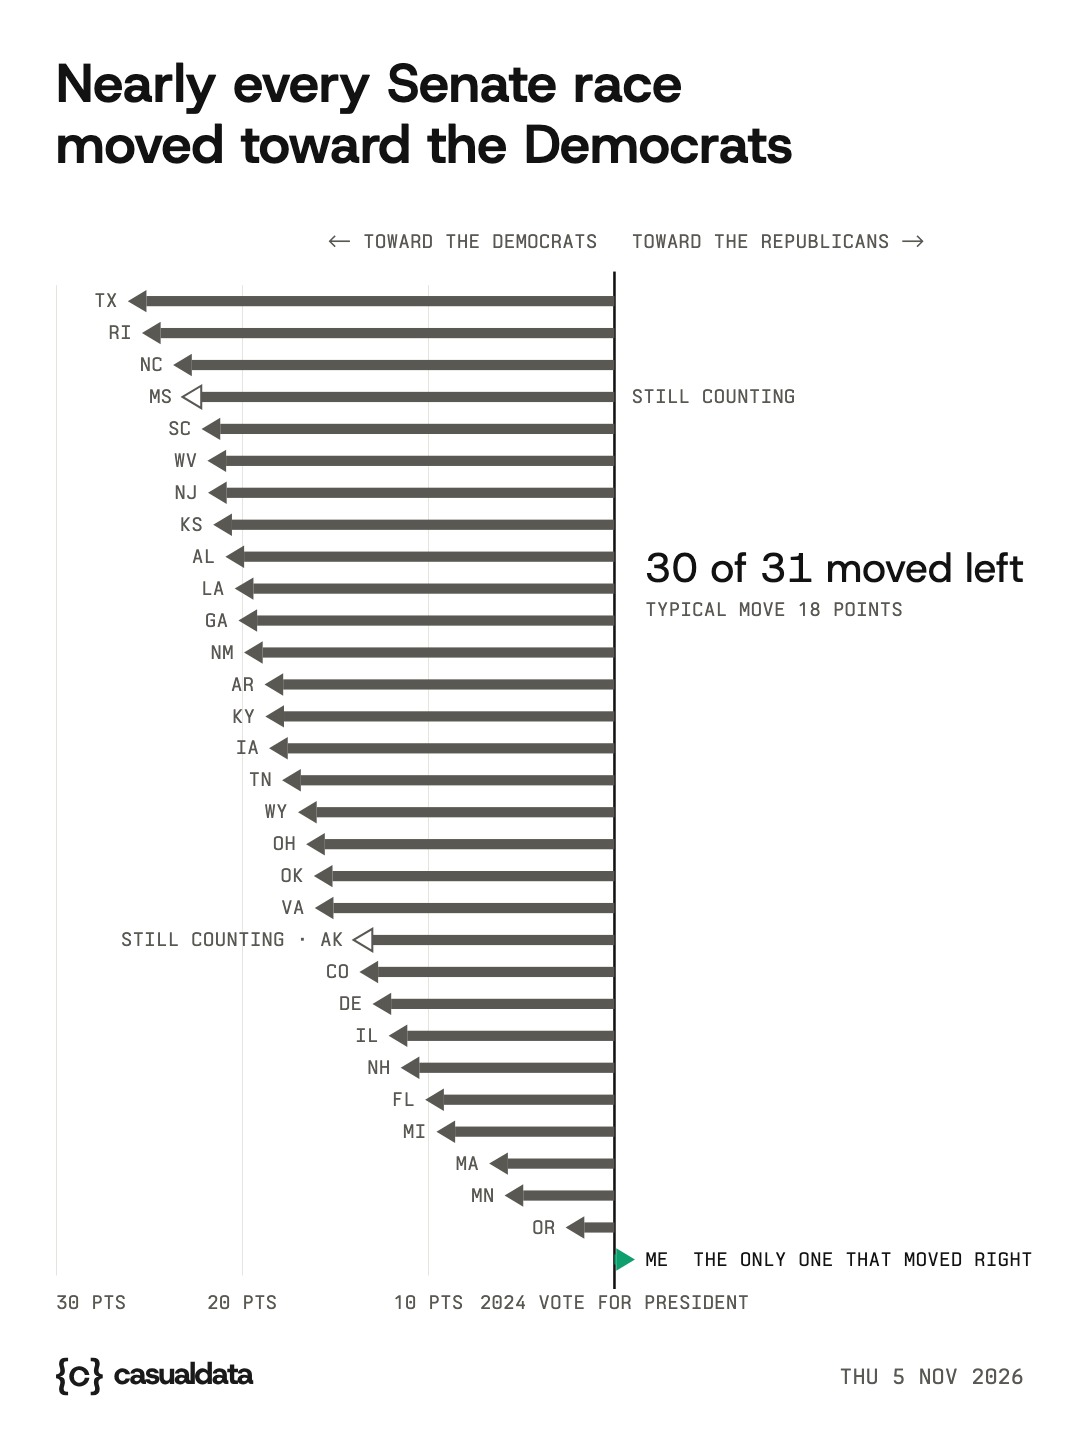 Nearly every Senate race
moved toward the Democrats
← TOWARD THE DEMOCRATS
TOWARD THE REPUBLICANS →
TX
RI
NC
MS
STILL COUNTING
SC
WV
NJ
KS
AL
30 of 31 moved left
LA
TYPICAL MOVE 18 POINTS
GA
NM
AR
KY
IA
TN
WY
OH
OK
VA
STILL COUNTING · AK
CO
DE
IL
NH
FL
MI
MA
MN
OR
ME THE ONLY ONE THAT MOVED RIGHT
30 PTS
20 PTS
10 PTS
2024 VOTE FOR PRESIDENT
{c} casualdata
THU 5 NOV 2026